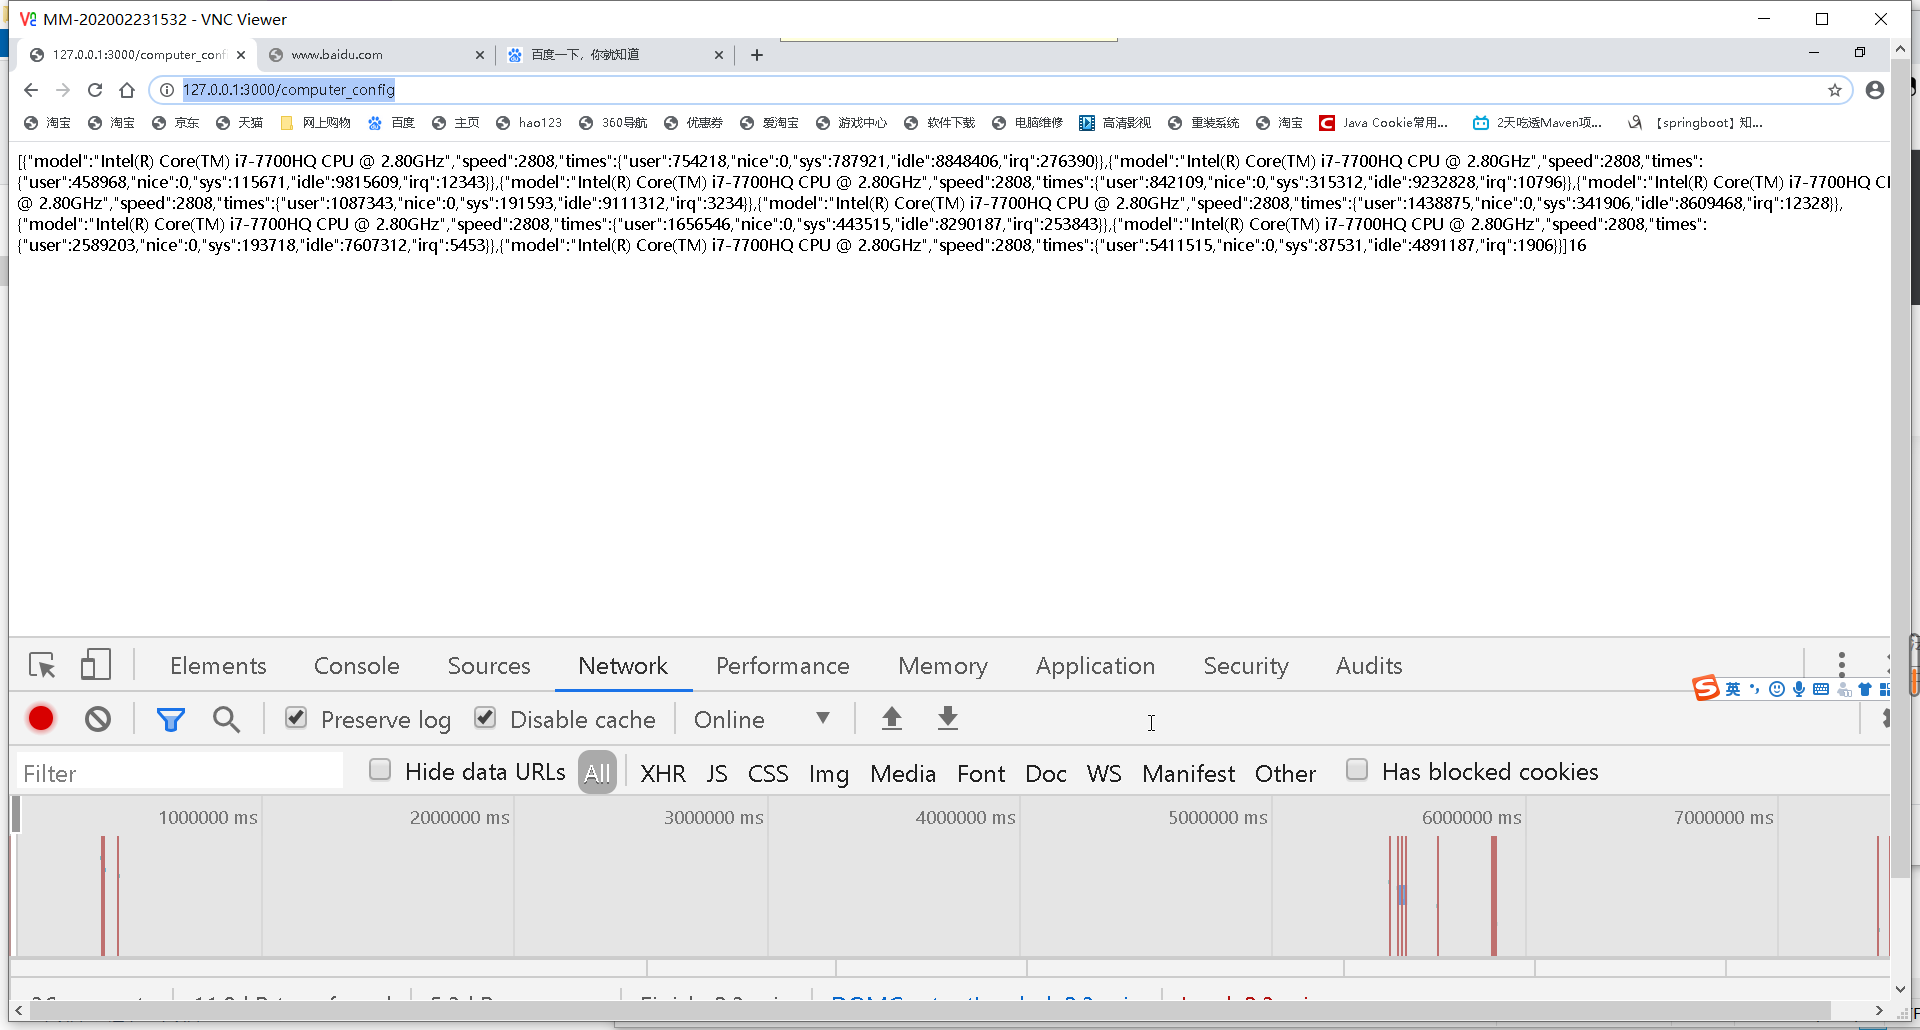 MM-202002231532 - VNC Viewer
127.0.0.1:3000/computer_conf
www.baidu.com
百度一下，你就知道
127.0.0.1:3000/computer_config
淘宝 淘宝 京东 天猫 网上购物 百度 主页 hao123 360导航 优惠券 爱淘宝 游戏中心 软件下载 电脑维修 高清影视 重装系统 淘宝 Java Cookie常用... 2天吃透Maven项... 【springboot】知...
[{"model":"Intel(R) Core(TM) i7-7700HQ CPU @ 2.80GHz","speed":2808,"times":{"user":754218,"nice":0,"sys":787921,"idle":8848406,"irq":276390}},{"model":"Intel(R) Core(TM) i7-7700HQ CPU @ 2.80GHz","speed":2808,"times":
{"user":458968,"nice":0,"sys":115671,"idle":9815609,"irq":12343}},{"model":"Intel(R) Core(TM) i7-7700HQ CPU @ 2.80GHz","speed":2808,"times":{"user":842109,"nice":0,"sys":315312,"idle":9232828,"irq":10796}},{"model":"Intel(R) Core(TM) i7-7700HQ
@ 2.80GHz","speed":2808,"times":{"user":1087343,"nice":0,"sys":191593,"idle":9111312,"irq":3234}},{"model":"Intel(R) Core(TM) i7-7700HQ CPU @ 2.80GHz","speed":2808,"times":{"user":1438875,"nice":0,"sys":341906,"idle":8609468,"irq":12328}},
{"model":"Intel(R) Core(TM) i7-7700HQ CPU @ 2.80GHz","speed":2808,"times":{"user":1656546,"nice":0,"sys":443515,"idle":8290187,"irq":253843}},{"model":"Intel(R) Core(TM) i7-7700HQ CPU @ 2.80GHz","speed":2808,"times":
{"user":2589203,"nice":0,"sys":193718,"idle":7607312,"irq":5453}},{"model":"Intel(R) Core(TM) i7-7700HQ CPU @ 2.80GHz","speed":2808,"times":{"user":5411515,"nice":0,"sys":87531,"idle":4891187,"irq":1906}}]16
Elements Console Sources Network Performance Memory Application Security Audits
英
Preserve log Disable cache Online
Filter Hide data URLs All XHR JS CSS Img Media Font Doc WS Manifest Other Has blocked cookies
1000000 ms 2000000 ms 3000000 ms 4000000 ms 5000000 ms 6000000 ms 7000000 ms